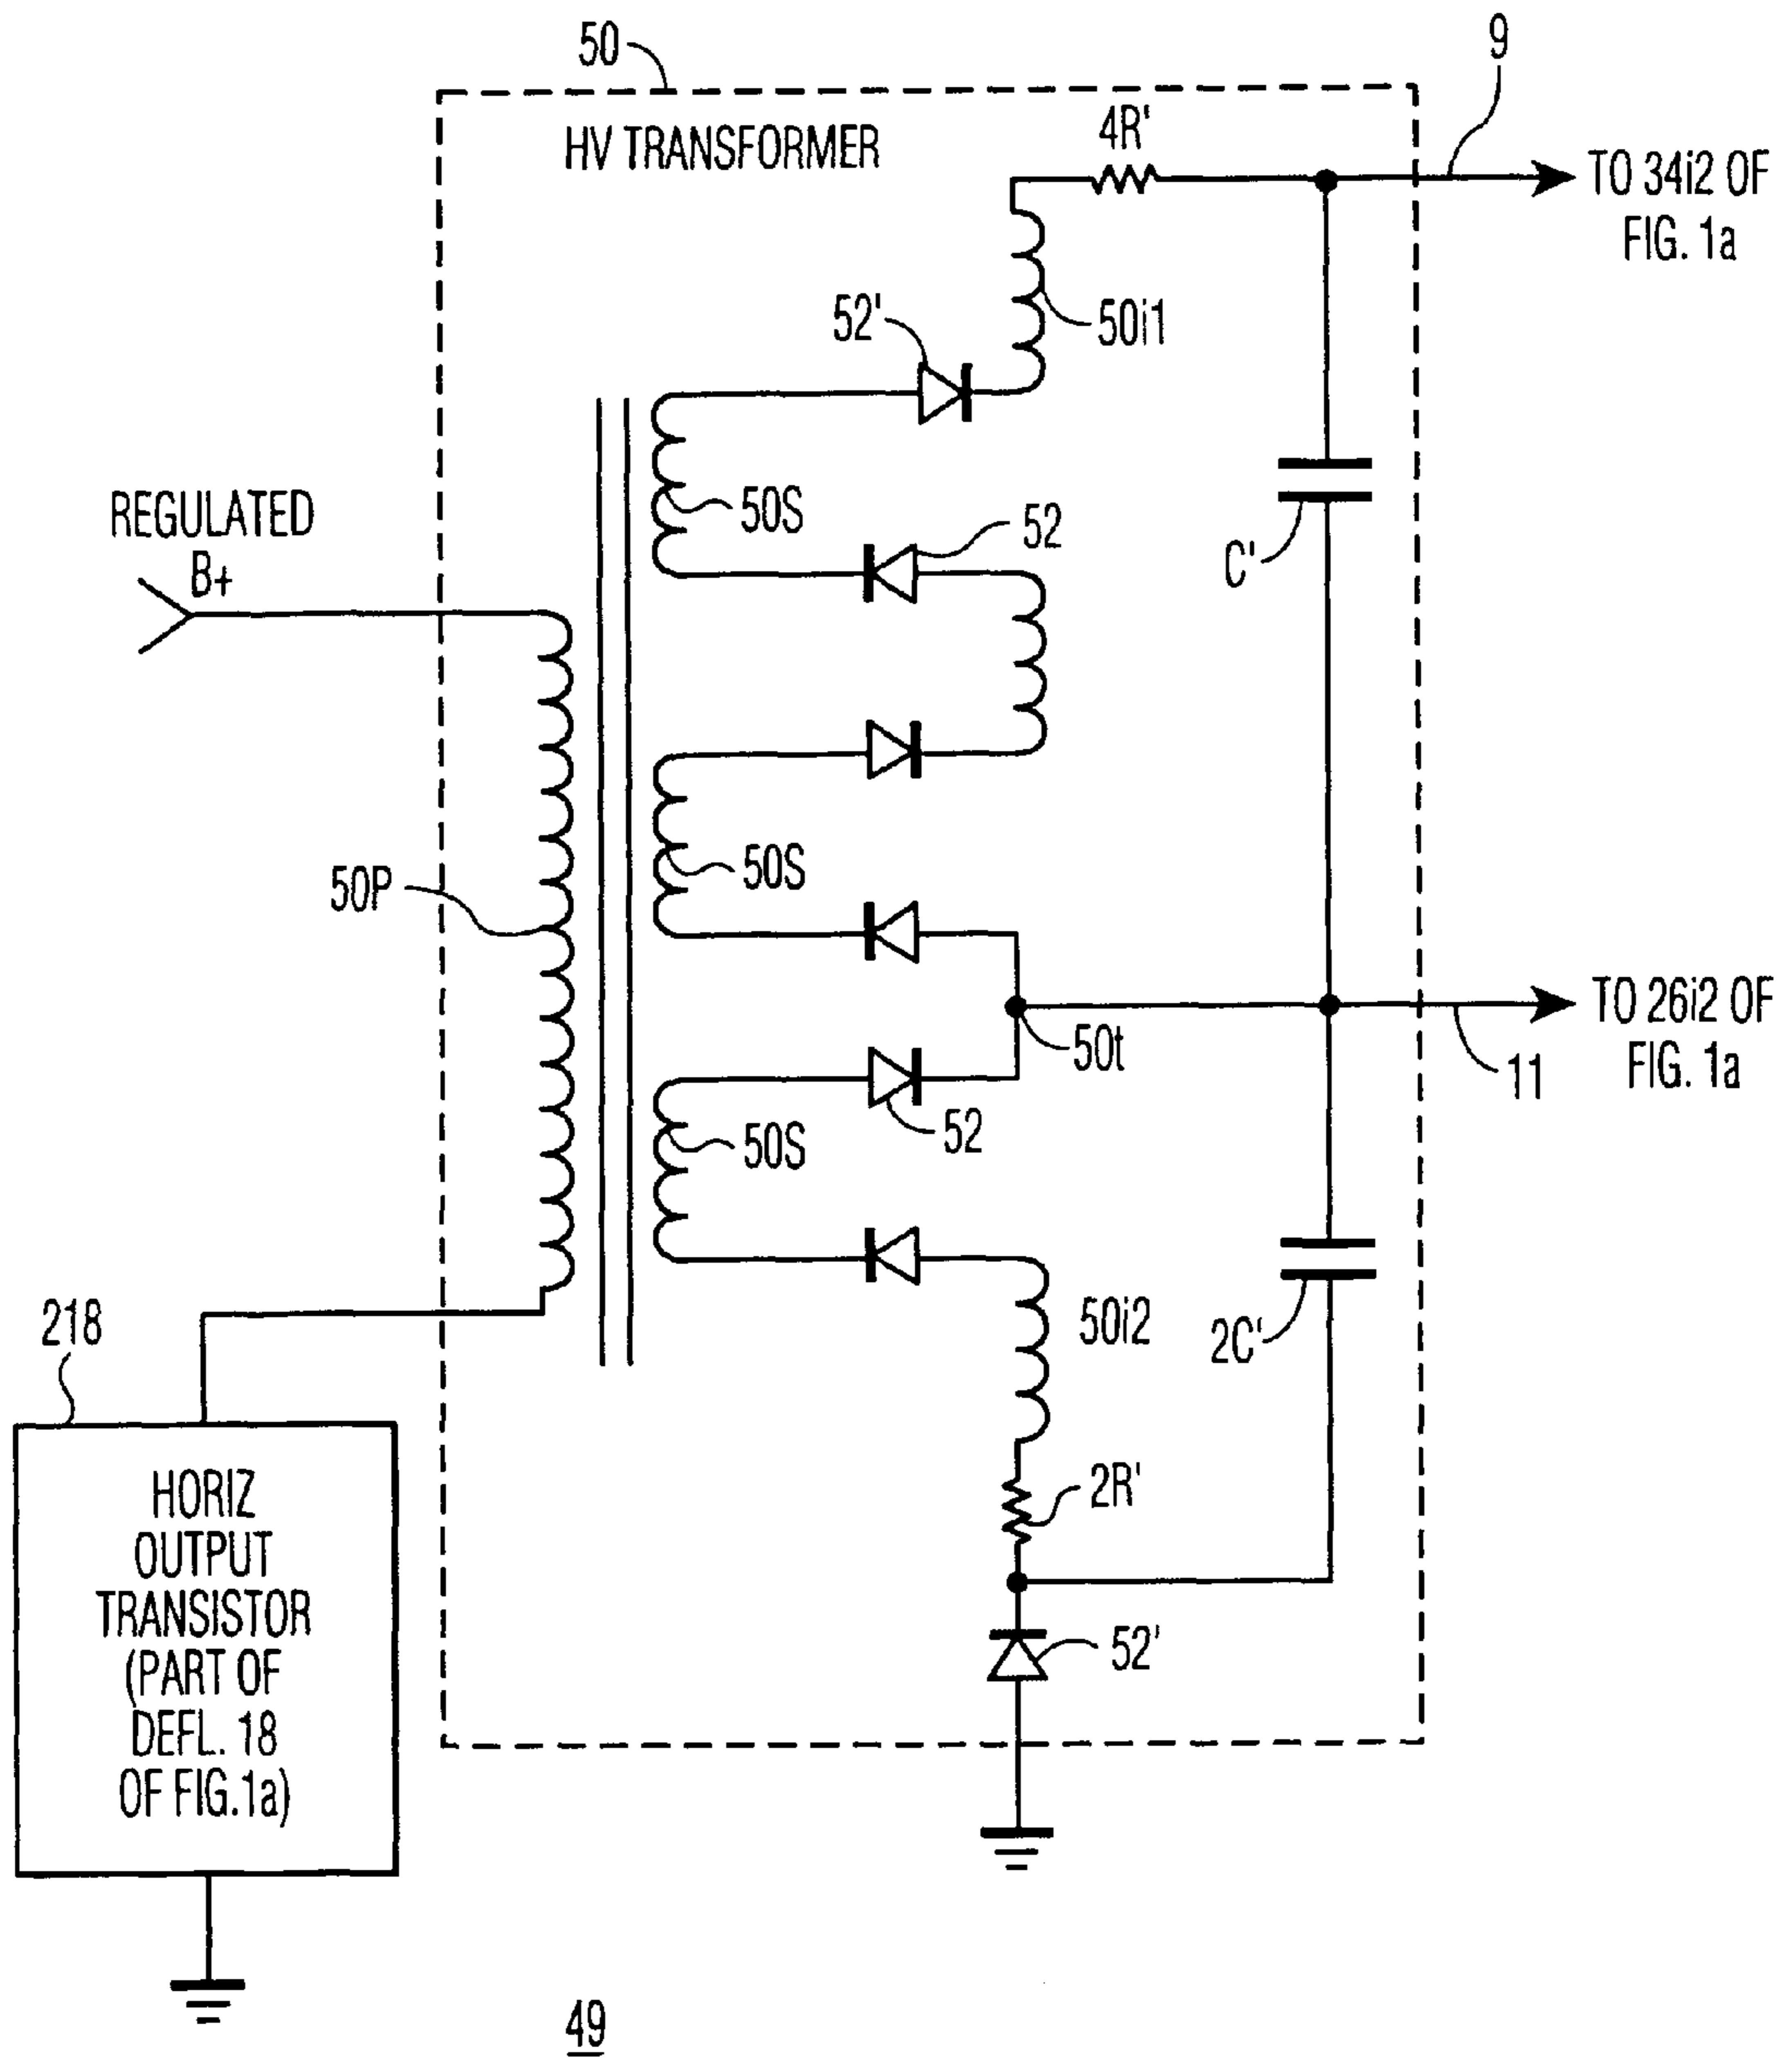 50
9
HV TRANSFORMER
4R'
TO 34i2 OF
FIG. 1a
52'
50i1
REGULATED
B+
50S
52
C'
50P
50S
TO 26i2 OF
FIG. 1a
50t
11
50S
52
218
50i2
2C'
HORIZ
OUTPUT
TRANSISTOR
(PART OF
DEFL. 18
OF FIG.1a)
2R'
52'
49